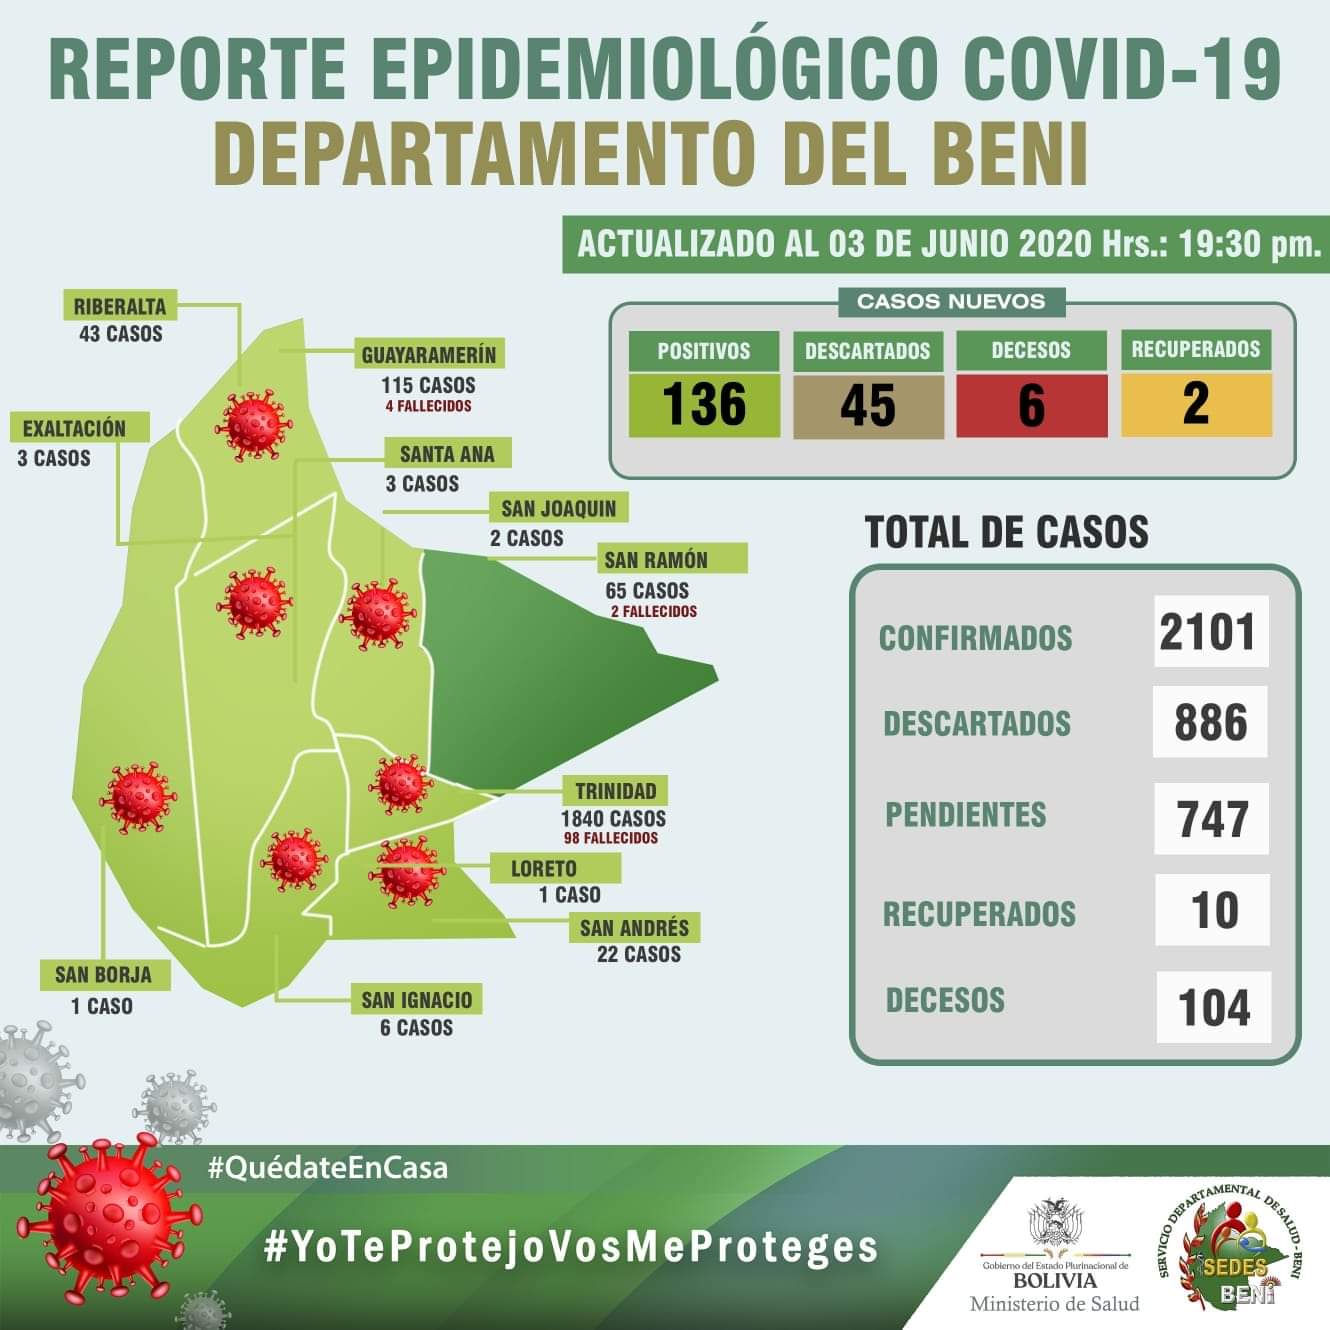 REPORTE EPIDEMIOLÓGICO COVID-19
DEPARTAMENTO DEL BENI
ACTUALIZADO AL 03 DE JUNIO 2020 Hrs.: 19:30 pm.
CASOS NUEVOS
POSITIVOS
136
DESCARTADOS
45
DECESOS
6
RECUPERADOS
2
RIBERALTA
43 CASOS
GUAYARAMERÍN
115 CASOS
4 FALLECIDOS
EXALTACIÓN
3 CASOS
SANTA ANA
3 CASOS
SAN JOAQUIN
2 CASOS
SAN RAMÓN
65 CASOS
2 FALLECIDOS
TRINIDAD
1840 CASOS
98 FALLECIDOS
LORETO
1 CASO
SAN ANDRÉS
22 CASOS
SAN BORJA
1 CASO
SAN IGNACIO
6 CASOS
TOTAL DE CASOS
CONFIRMADOS 2101
DESCARTADOS 886
PENDIENTES 747
RECUPERADOS 10
DECESOS 104
#QuédateEnCasa
#YoTeProtejoVosMeProteges
Gobierno del Estado Plurinacional de
BOLIVIA
Ministerio de Salud
SERVICIO DEPARTAMENTAL DE SALUD - BENI
SEDES
BENI